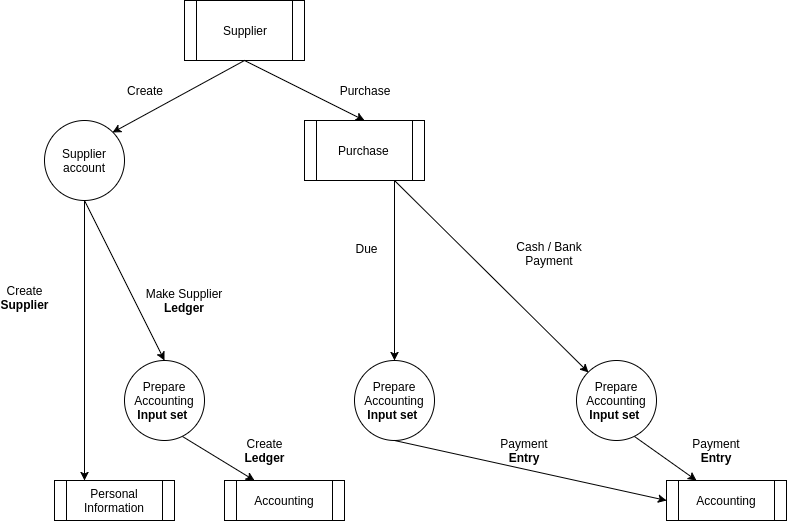 Supplier
Create
Purchase
Supplier
account
Purchase
Due
Cash / Bank
Payment
Create
Supplier
Make Supplier
Ledger
Prepare
Accounting
Input set
Prepare
Accounting
Input set
Prepare
Accounting
Input set
Create
Ledger
Payment
Entry
Payment
Entry
Personal
Information
Accounting
Accounting